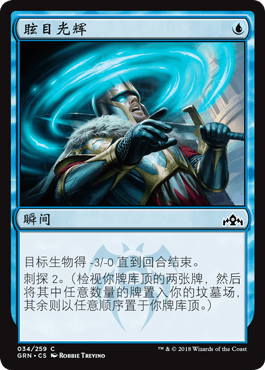 眩目光辉
瞬间
目标生物得-3/-0直到回合结束。
刺探2。（检视你牌库顶的两张牌，然后
将其中任意数量的牌置入你的坟墓场，
其余则以任意顺序置于你牌库顶。）
034/259 C
GRN • CS Robbie Trevino
™ & © 2018 Wizards of the Coast